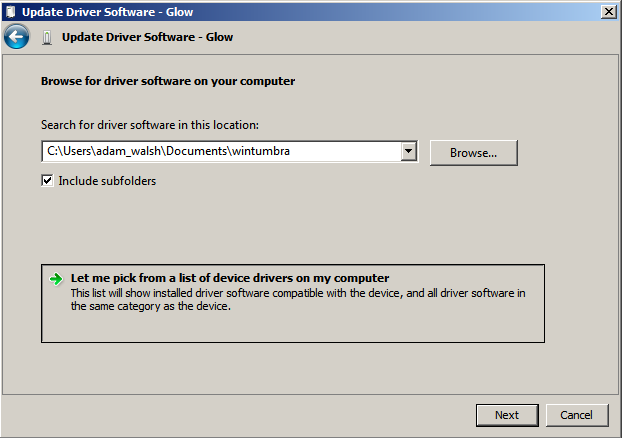 Update Driver Software - Glow
Update Driver Software - Glow
Browse for driver software on your computer
Search for driver software in this location:
C:\Users\adam_walsh\Documents\wintumbra
Browse...
Include subfolders
Let me pick from a list of device drivers on my computer
This list will show installed driver software compatible with the device, and all driver software in
the same category as the device.
Next
Cancel